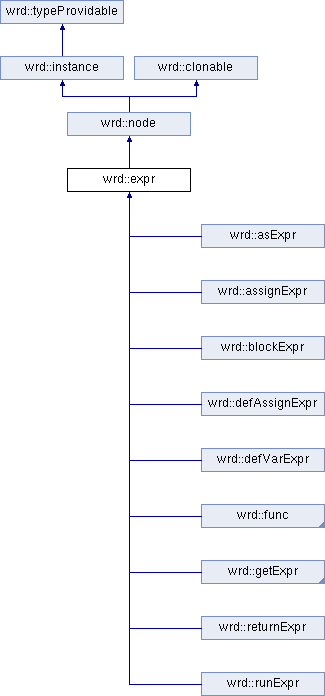 wrd::typeProvidable
wrd::instance
wrd::clonable
wrd::node
wrd::expr
wrd::asExpr
wrd::assignExpr
wrd::blockExpr
wrd::defAssignExpr
wrd::defVarExpr
wrd::func
wrd::getExpr
wrd::returnExpr
wrd::runExpr